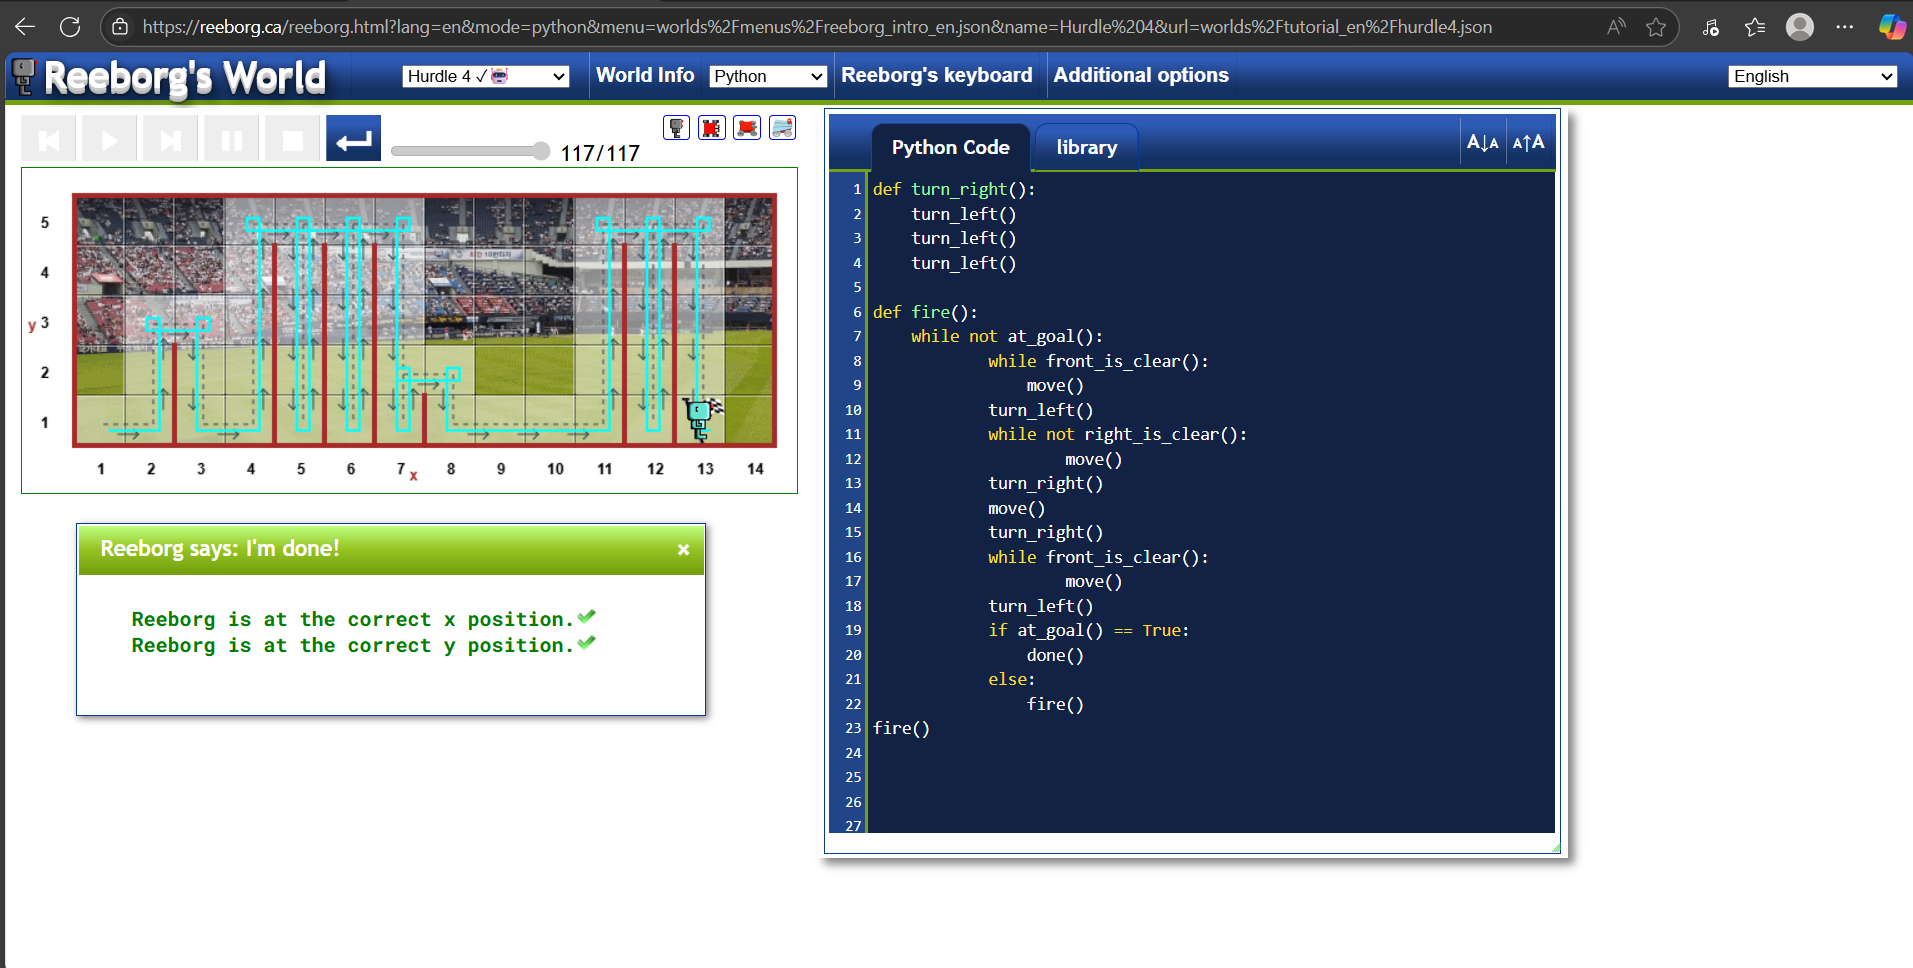 https://reeborg.ca/reeborg.html?lang=en&mode=python&menu=worlds%2Fmenus%2Freeborg_intro_en.json&name=Hurdle%204&url=worlds%2Ftutorial_en%2Fhurdle4.json
Reeborg's World
Hurdle 4 ✓
World Info
Python
Reeborg's keyboard
Additional options
English
117/117
5
4
y 3
2
1
1 2 3 4 5 6 7 x 8 9 10 11 12 13 14
Reeborg says: I'm done!
×
Reeborg is at the correct x position.
Reeborg is at the correct y position.
Python Code
library
A↓A A↑A
1 def turn_right():
2     turn_left()
3     turn_left()
4     turn_left()
5
6 def fire():
7     while not at_goal():
8             while front_is_clear():
9                 move()
10             turn_left()
11             while not right_is_clear():
12                     move()
13             turn_right()
14             move()
15             turn_right()
16             while front_is_clear():
17                     move()
18             turn_left()
19             if at_goal() == True:
20                 done()
21             else:
22                 fire()
23 fire()
24
25
26
27